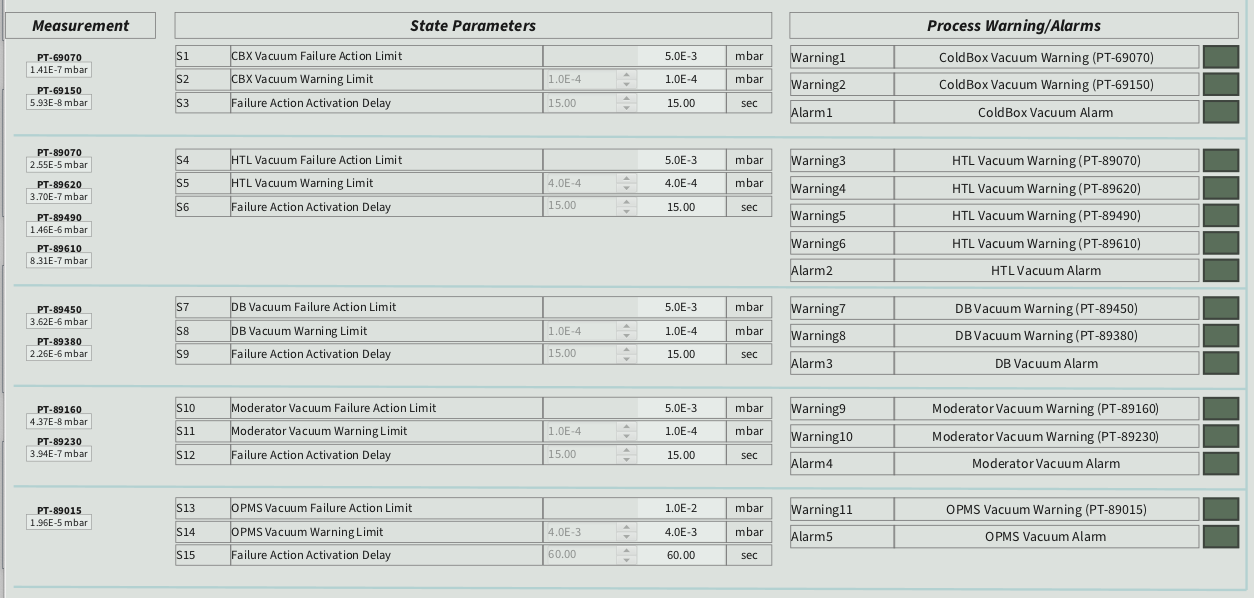 Measurement
State Parameters
Process Warning/Alarms
PT-69070
1.41E-7 mbar
PT-69150
5.93E-8 mbar
S1 CBX Vacuum Failure Action Limit 5.0E-3 mbar
S2 CBX Vacuum Warning Limit 1.0E-4 1.0E-4 mbar
S3 Failure Action Activation Delay 15.00 15.00 sec
Warning1 ColdBox Vacuum Warning (PT-69070)
Warning2 ColdBox Vacuum Warning (PT-69150)
Alarm1 ColdBox Vacuum Alarm
PT-89070
2.55E-5 mbar
PT-89620
3.70E-7 mbar
PT-89490
1.46E-6 mbar
PT-89610
8.31E-7 mbar
S4 HTL Vacuum Failure Action Limit 5.0E-3 mbar
S5 HTL Vacuum Warning Limit 4.0E-4 4.0E-4 mbar
S6 Failure Action Activation Delay 15.00 15.00 sec
Warning3 HTL Vacuum Warning (PT-89070)
Warning4 HTL Vacuum Warning (PT-89620)
Warning5 HTL Vacuum Warning (PT-89490)
Warning6 HTL Vacuum Warning (PT-89610)
Alarm2 HTL Vacuum Alarm
PT-89450
3.62E-6 mbar
PT-89380
2.26E-6 mbar
S7 DB Vacuum Failure Action Limit 5.0E-3 mbar
S8 DB Vacuum Warning Limit 1.0E-4 1.0E-4 mbar
S9 Failure Action Activation Delay 15.00 15.00 sec
Warning7 DB Vacuum Warning (PT-89450)
Warning8 DB Vacuum Warning (PT-89380)
Alarm3 DB Vacuum Alarm
PT-89160
4.37E-8 mbar
PT-89230
3.94E-7 mbar
S10 Moderator Vacuum Failure Action Limit 5.0E-3 mbar
S11 Moderator Vacuum Warning Limit 1.0E-4 1.0E-4 mbar
S12 Failure Action Activation Delay 15.00 15.00 sec
Warning9 Moderator Vacuum Warning (PT-89160)
Warning10 Moderator Vacuum Warning (PT-89230)
Alarm4 Moderator Vacuum Alarm
PT-89015
1.96E-5 mbar
S13 OPMS Vacuum Failure Action Limit 1.0E-2 mbar
S14 OPMS Vacuum Warning Limit 4.0E-3 4.0E-3 mbar
S15 Failure Action Activation Delay 60.00 60.00 sec
Warning11 OPMS Vacuum Warning (PT-89015)
Alarm5 OPMS Vacuum Alarm